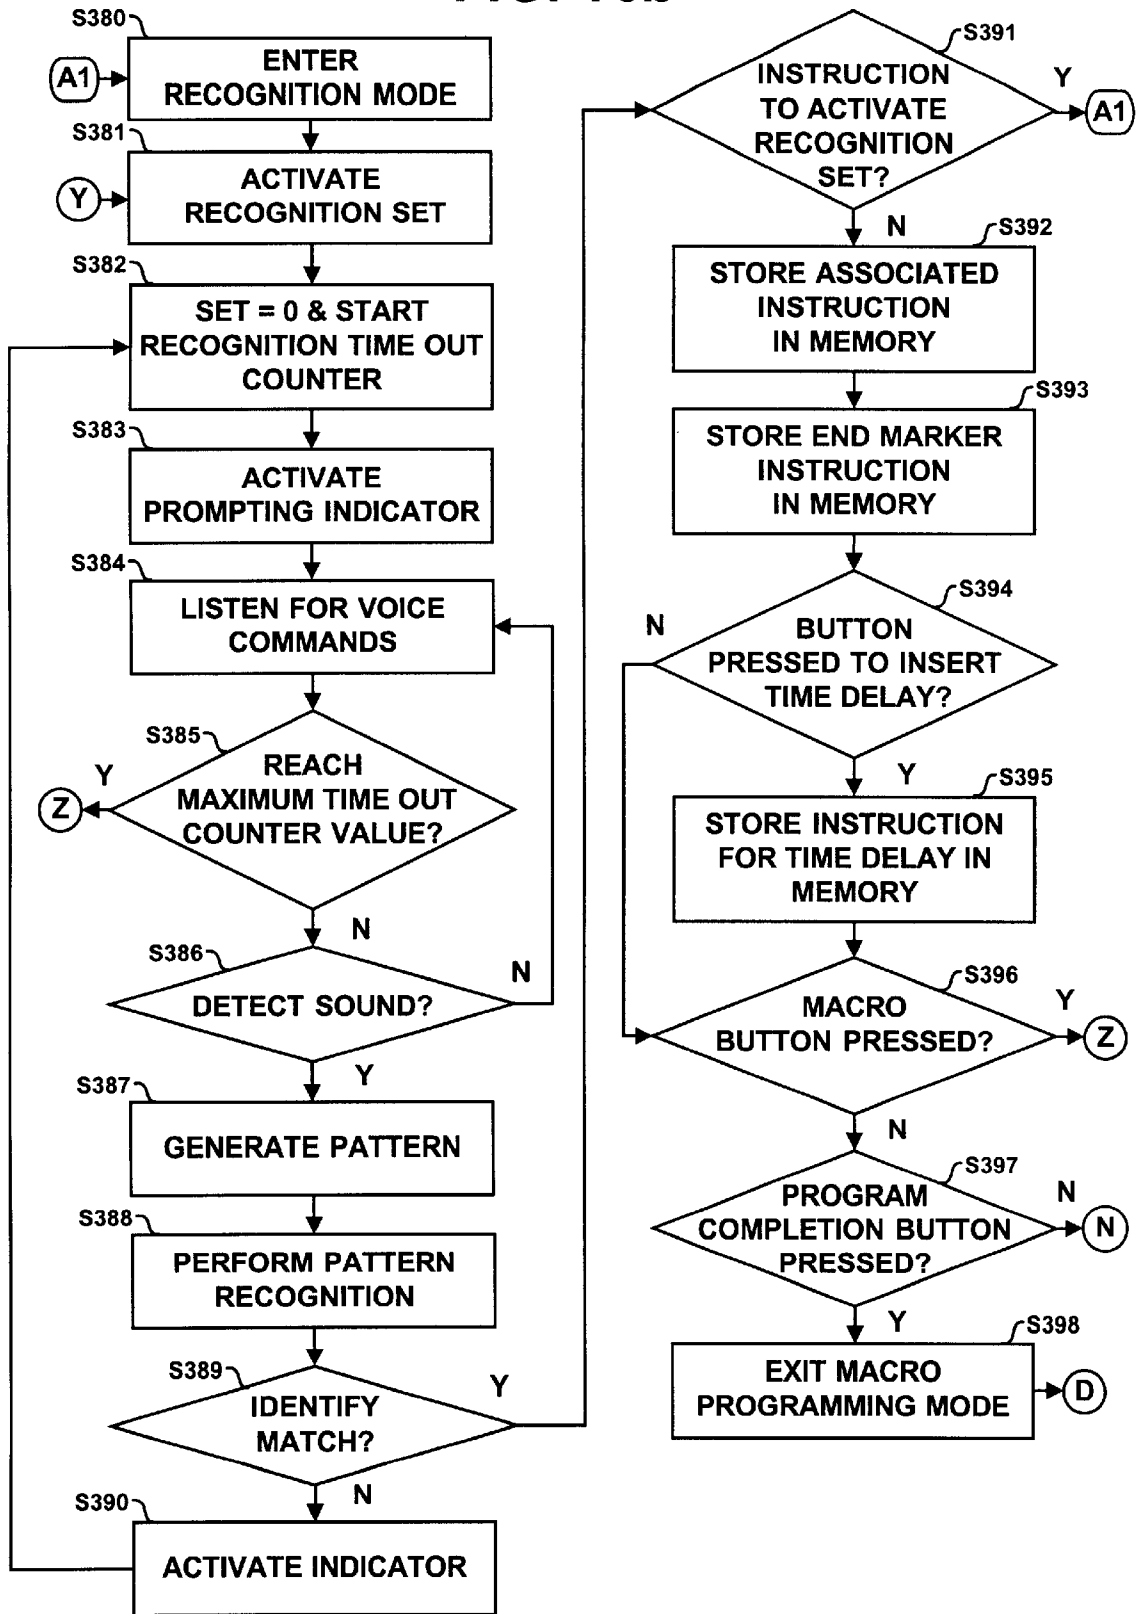 S380
A1
ENTER
RECOGNITION MODE
S381
Y
ACTIVATE
RECOGNITION SET
S382
SET = 0 & START
RECOGNITION TIME OUT
COUNTER
S383
ACTIVATE
PROMPTING INDICATOR
S384
LISTEN FOR VOICE
COMMANDS
S385
REACH
MAXIMUM TIME OUT
COUNTER VALUE?
Y
Z
N
S386
DETECT SOUND?
N
Y
S387
GENERATE PATTERN
S388
PERFORM PATTERN
RECOGNITION
S389
IDENTIFY
MATCH?
Y
N
S390
ACTIVATE INDICATOR
S391
INSTRUCTION
TO ACTIVATE
RECOGNITION
SET?
Y
A1
N
S392
STORE ASSOCIATED
INSTRUCTION
IN MEMORY
S393
STORE END MARKER
INSTRUCTION
IN MEMORY
S394
N
BUTTON
PRESSED TO INSERT
TIME DELAY?
Y
S395
STORE INSTRUCTION
FOR TIME DELAY IN
MEMORY
S396
MACRO
BUTTON PRESSED?
Y
Z
N
S397
PROGRAM
COMPLETION BUTTON
PRESSED?
N
N
Y
S398
EXIT MACRO
PROGRAMMING MODE
D